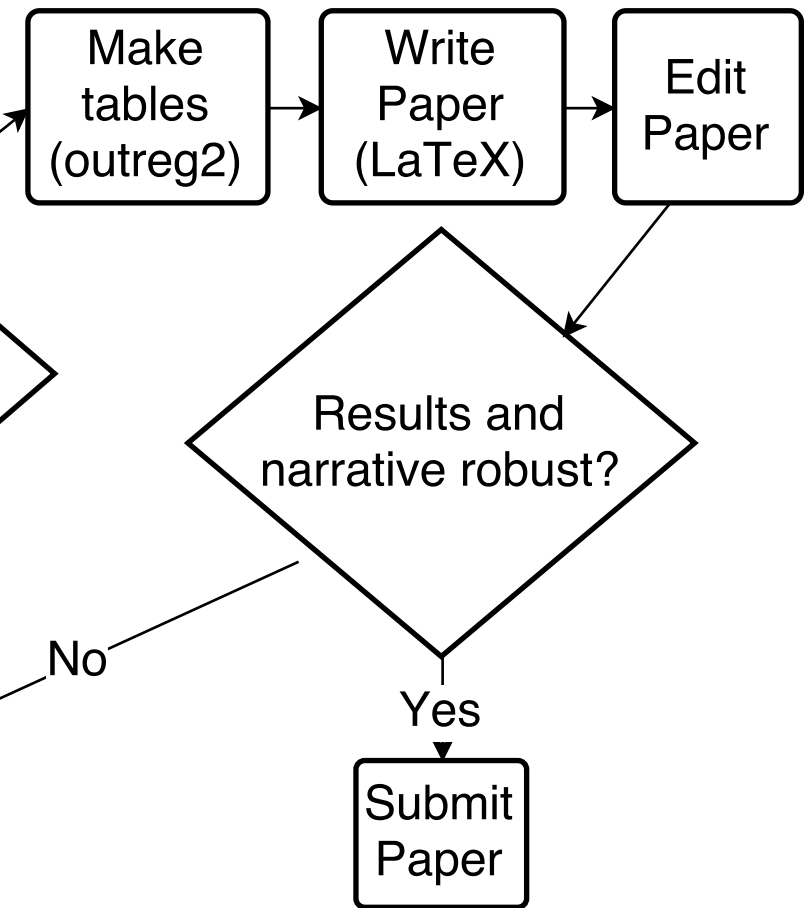 Make
tables
(outreg2)
Write
Paper
(LaTeX)
Edit
Paper
Results and
narrative robust?
No
Yes
Submit
Paper